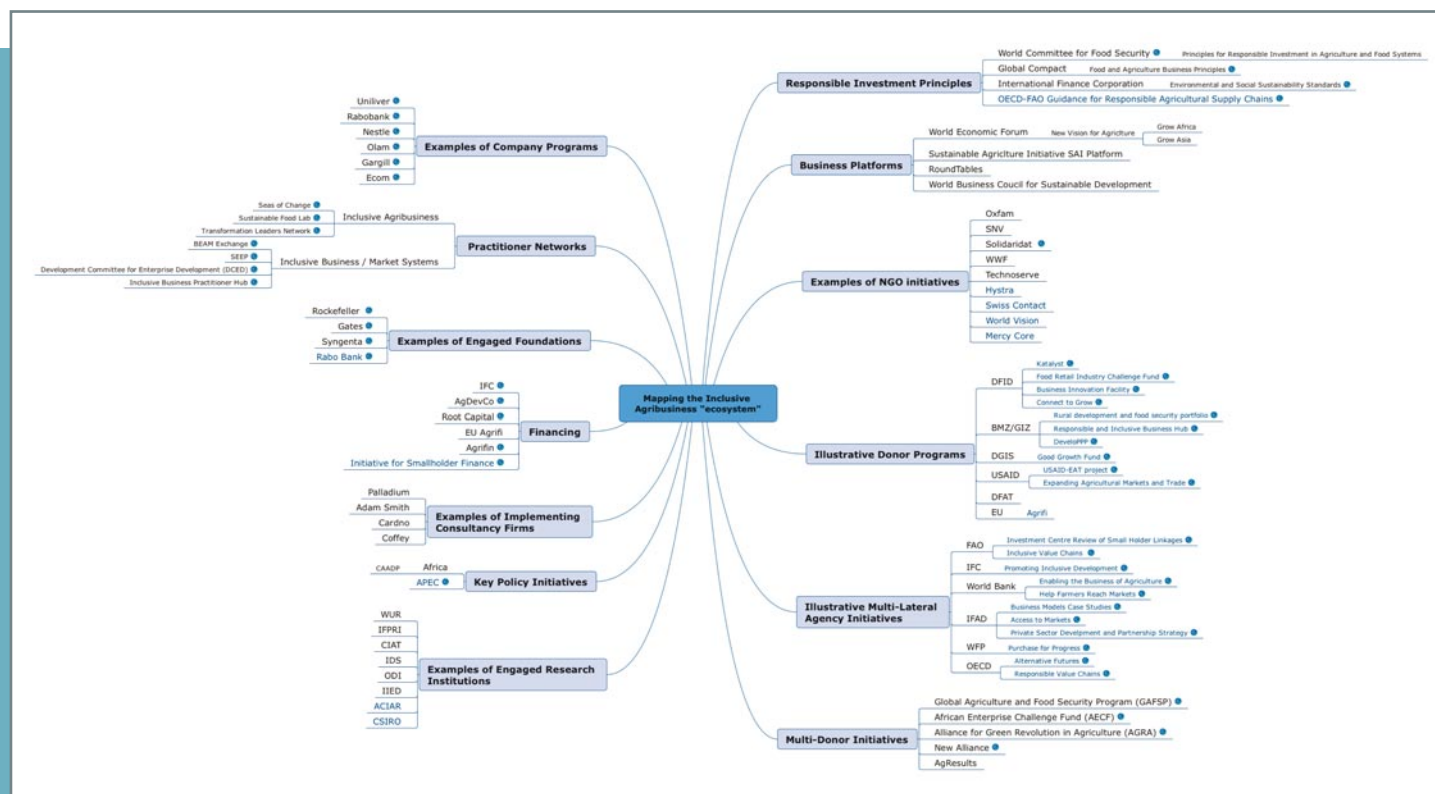 Mapping the Inclusive
Agribusiness "ecosystem"
Examples of Company Programs
Uniliver
Rabobank
Nestle
Olam
Gargill
Ecom
Practitioner Networks
Inclusive Agribusiness
Seas of Change
Sustainable Food Lab
Transformation Leaders Network
Inclusive Business / Market Systems
BEAM Exchange
SEEP
Development Committee for Enterprise Development (DCED)
Inclusive Business Practitioner Hub
Examples of Engaged Foundations
Rockefeller
Gates
Syngenta
Rabo Bank
Financing
IFC
AgDevCo
Root Capital
EU Agrifi
Agrifin
Initiative for Smallholder Finance
Examples of Implementing
Consultancy Firms
Palladium
Adam Smith
Cardno
Coffey
Key Policy Initiatives
Africa
CAADP
APEC
Examples of Engaged Research
Institutions
WUR
IFPRI
CIAT
IDS
ODI
IIED
ACIAR
CSIRO
Responsible Investment Principles
World Committee for Food Security
Principles for Responsible Investment in Agriculture and Food Systems
Global Compact
Food and Agriculture Business Principles
International Finance Corporation
Environmental and Social Sustainability Standards
OECD-FAO Guidance for Responsible Agricultural Supply Chains
Business Platforms
World Economic Forum
New Vision for Agriclture
Grow Africa
Grow Asia
Sustainable Agriclture Initiative SAI Platform
RoundTables
World Business Coucil for Sustainable Development
Examples of NGO initiatives
Oxfam
SNV
Solidaridat
WWF
Technoserve
Hystra
Swiss Contact
World Vision
Mercy Core
Illustrative Donor Programs
DFID
Katalyst
Food Retail Industry Challenge Fund
Business Innovation Facility
Connect to Grow
BMZ/GIZ
Rural development and food security portfolio
Responsible and Inclusive Business Hub
DeveloPPP
DGIS
Good Growth Fund
USAID
USAID-EAT project
Expanding Agricultural Markets and Trade
DFAT
EU
Agrifi
Illustrative Multi-Lateral
Agency Initiatives
FAO
Investment Centre Review of Small Holder Linkages
Inclusive Value Chains
IFC
Promoting Inclusive Development
World Bank
Enabling the Business of Agriculture
Help Farmers Reach Markets
IFAD
Business Models Case Studies
Access to Markets
Private Sector Develpment and Partnership Strategy
WFP
Purchase for Progress
OECD
Alternative Futures
Responsible Value Chains
Multi-Donor Initiatives
Global Agriculture and Food Security Program (GAFSP)
African Enterprise Challenge Fund (AECF)
Alliance for Green Revolution in Agriculture (AGRA)
New Alliance
AgResults